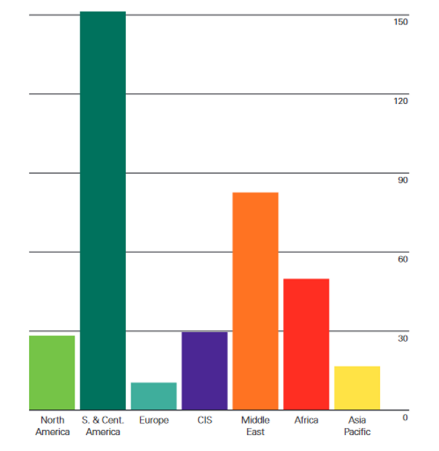 150
120
90
60
30
0
North America
S. & Cent. America
Europe
CIS
Middle East
Africa
Asia Pacific